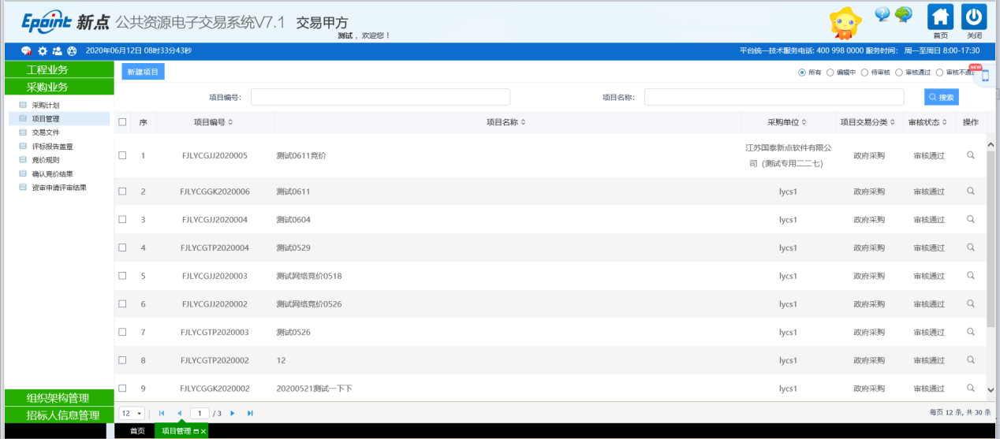 Epoint 新点 公共资源电子交易系统V7.1 交易甲方
测试，欢迎您！
首页 关闭
2020年06月12日 08时33分43秒 平台统一技术服务电话: 400 998 0000 服务时间： 周一至周日 8:00-17:30
工程业务
采购业务
采购计划
项目管理
交易文件
评标报告盖章
竞价规则
确认竞价结果
资审申请评审结果
组织架构管理
招标人信息管理
新建项目 所有 编辑中 待审核 审核通过 审核不通过 NEW
项目编号： 项目名称： 搜索
序 项目编号 项目名称 采购单位 项目交易分类 审核状态 操作
1 FJLYCGJJ2020005 测试0611竞价 江苏国泰新点软件有限公司（测试专用二二七） 政府采购 审核通过
2 FJLYCGGK2020006 测试0611 lycs1 政府采购 审核通过
3 FJLYCGJJ2020004 测试0604 lycs1 政府采购 审核通过
4 FJLYCGTP2020004 测试0529 lycs1 政府采购 审核通过
5 FJLYCGJJ2020003 测试网络竞价0518 lycs1 政府采购 审核通过
6 FJLYCGJJ2020002 测试网络竞价0526 lycs1 政府采购 审核通过
7 FJLYCGTP2020003 测试0526 lycs1 政府采购 审核通过
8 FJLYCGTP2020002 12 lycs1 政府采购 审核通过
9 FJLYCGGK2020002 20200521测试一下下 lycs1 政府采购 审核通过
12 1 / 3 每页 12 条, 共 30 条
首页 项目管理